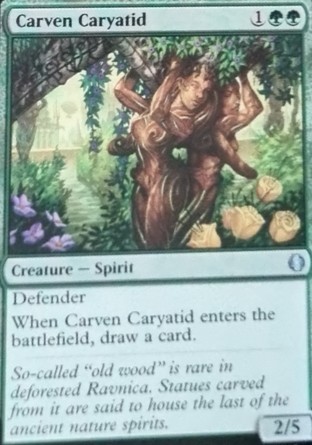 Carven Caryatid 1
Creature — Spirit
Defender
When Carven Caryatid enters the
battlefield, draw a card.
So-called "old wood" is rare in
deforested Ravnica. Statues carved
from it are said to house the last of the
ancient nature spirits.
2/5